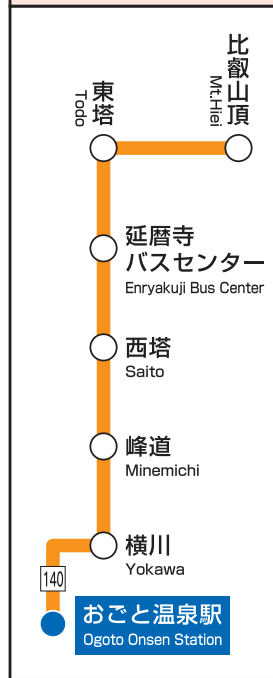 比叡山頂
Mt.Hiei
東塔
Todo
延暦寺
バスセンター
Enryakuji Bus Center
西塔
Saito
峰道
Minemichi
横川
Yokawa
140
おごと温泉駅
Ogoto Onsen Station